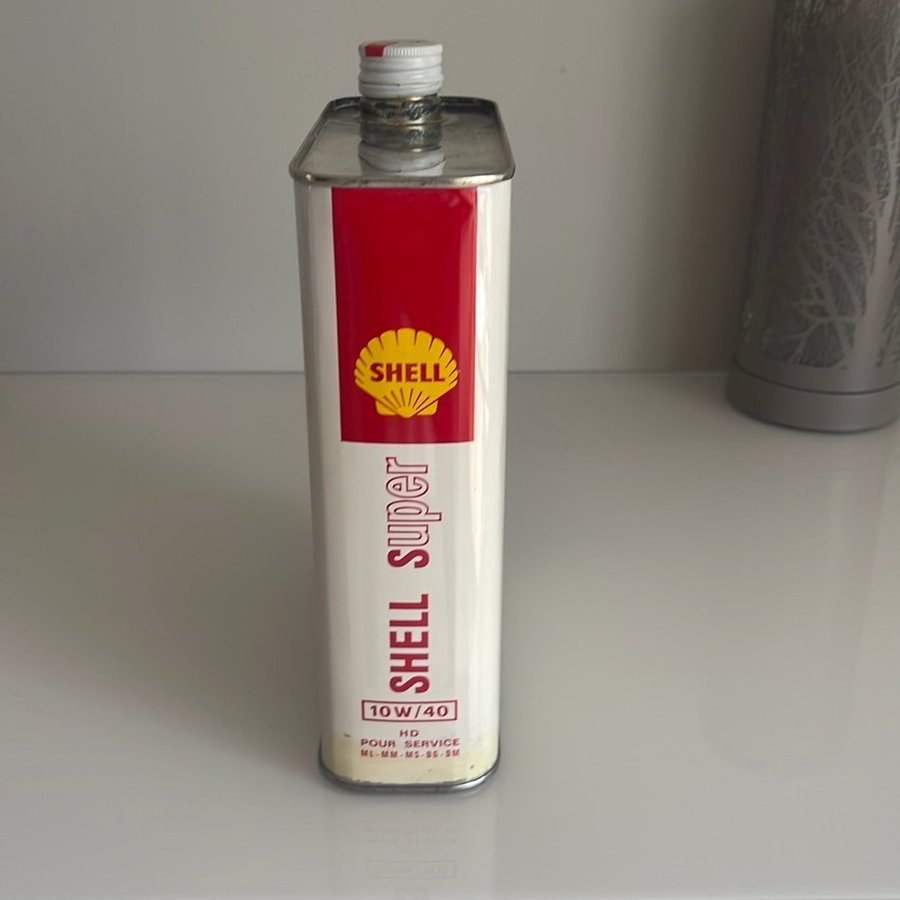 SHELL
SHELL Super
10W/40
HD
POUR SERVICE
ML-MM-MS-DG-DM